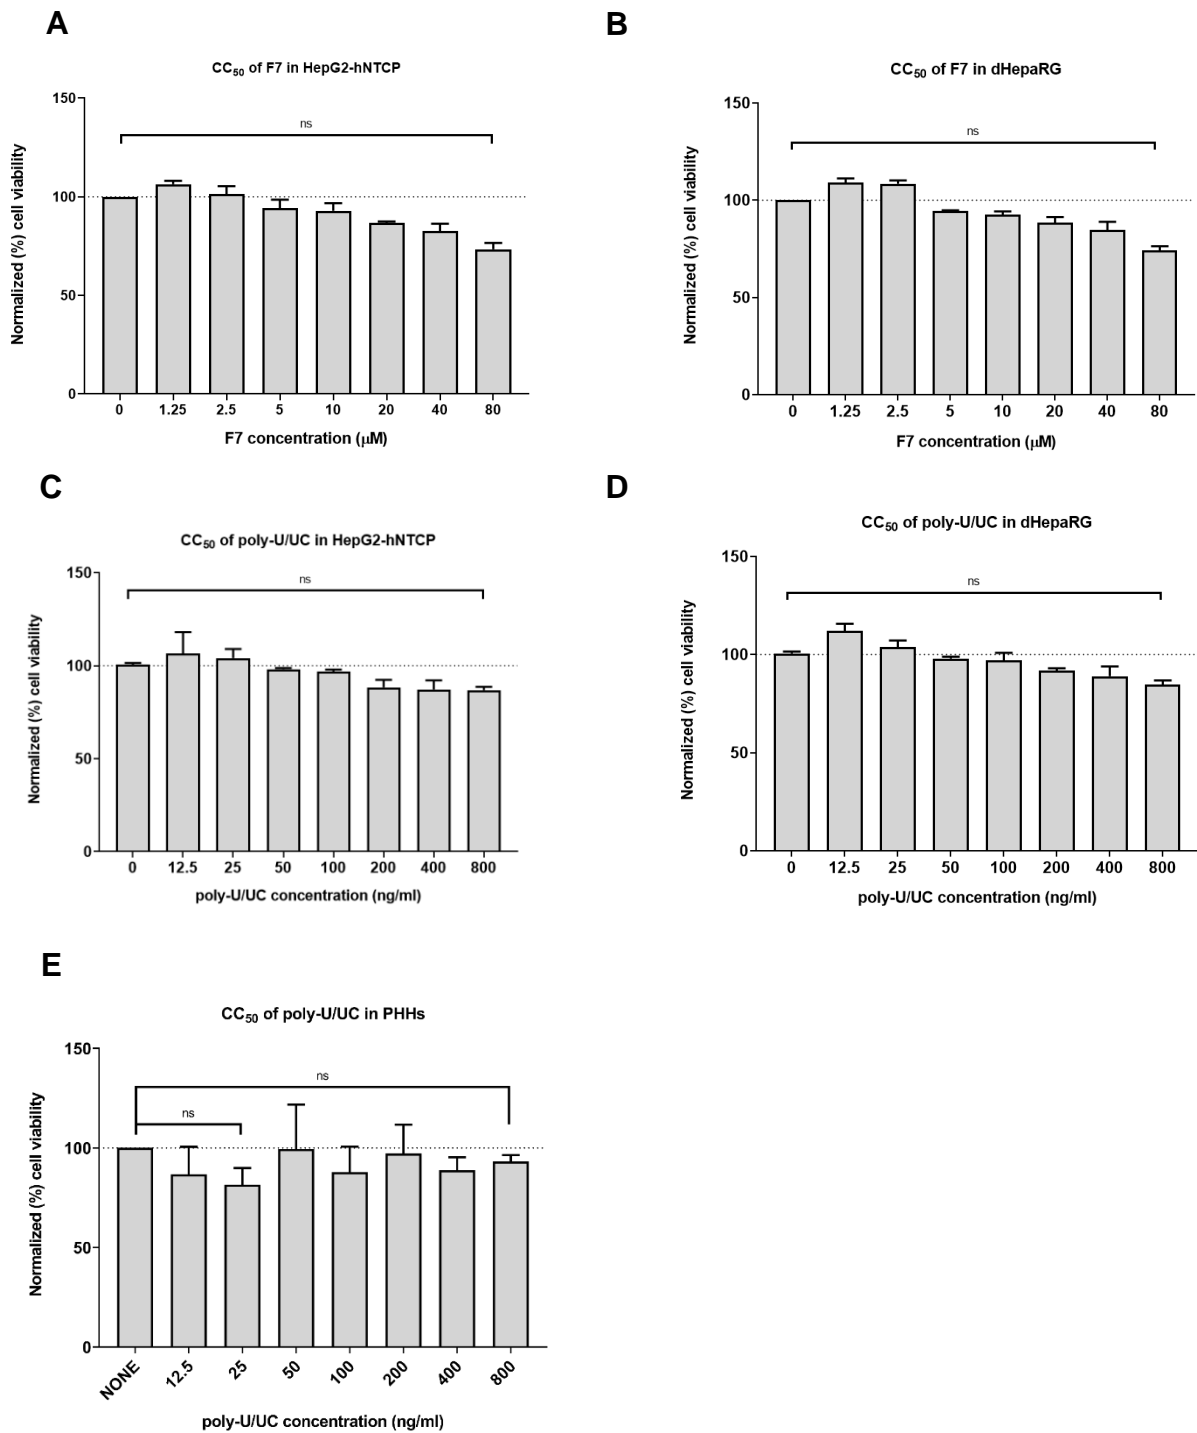 A
CC50 of F7 in HepG2-hNTCP
Normalized (%) cell viability
150
100
50
0
ns
0 1.25 2.5 5 10 20 40 80
F7 concentration (μM)
B
CC50 of F7 in dHepaRG
Normalized (%) cell viability
150
100
50
0
ns
0 1.25 2.5 5 10 20 40 80
F7 concentration (μM)
C
CC50 of poly-U/UC in HepG2-hNTCP
Normalized (%) cell viability
150
100
50
0
ns
0 12.5 25 50 100 200 400 800
poly-U/UC concentration (ng/ml)
D
CC50 of poly-U/UC in dHepaRG
Normalized (%) cell viability
150
100
50
0
ns
0 12.5 25 50 100 200 400 800
poly-U/UC concentration (ng/ml)
E
CC50 of poly-U/UC in PHHs
Normalized (%) cell viability
150
100
50
0
ns
ns
NONE 12.5 25 50 100 200 400 800
poly-U/UC concentration (ng/ml)